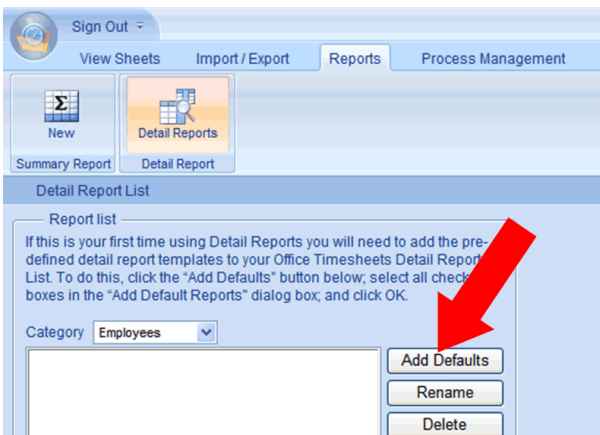 Sign Out
View Sheets Import / Export Reports Process Management
Σ
New Detail Reports
Summary Report Detail Report
Detail Report List
Report list
If this is your first time using Detail Reports you will need to add the pre-
defined detail report templates to your Office Timesheets Detail Report
List. To do this, click the "Add Defaults" button below; select all check
boxes in the "Add Default Reports" dialog box; and click OK.
Category Employees
Add Defaults
Rename
Delete